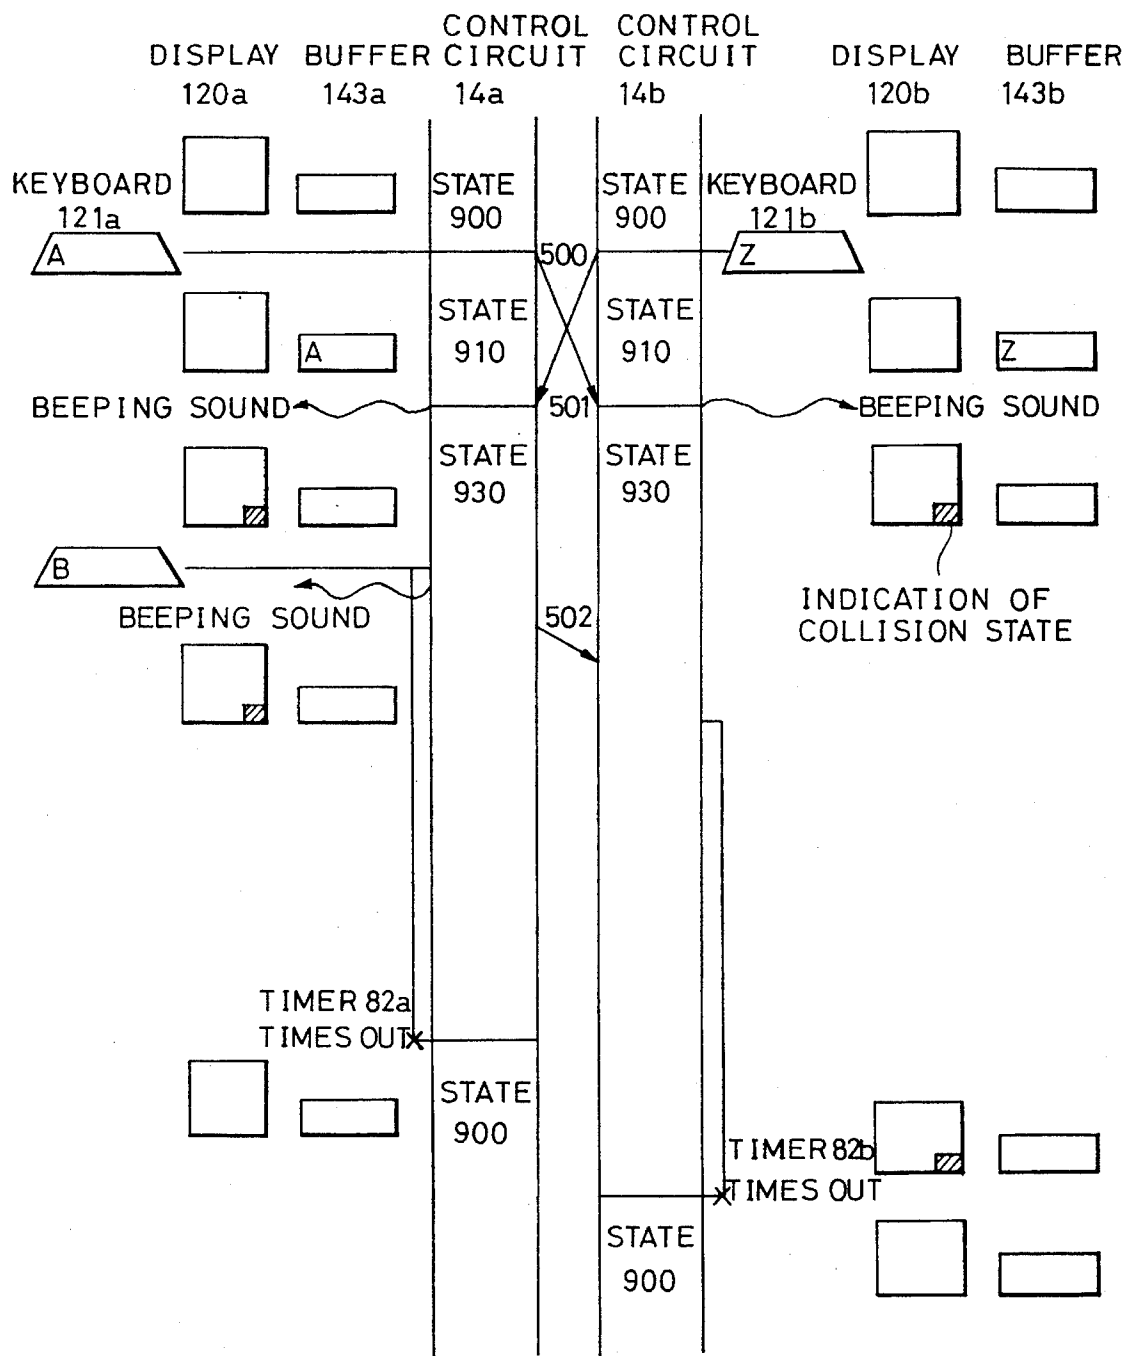 CONTROL CONTROL
DISPLAY BUFFER CIRCUIT CIRCUIT DISPLAY BUFFER
120a 143a 14a 14b 120b 143b
KEYBOARD STATE STATE KEYBOARD
121a 900 900 121b
A 500 Z
STATE STATE
A 910 910 Z
BEEPING SOUND 501 BEEPING SOUND
STATE STATE
930 930
B
BEEPING SOUND 502 INDICATION OF
COLLISION STATE
TIMER 82a
TIMES OUT
STATE
900
TIMER 82b
TIMES OUT
STATE
900